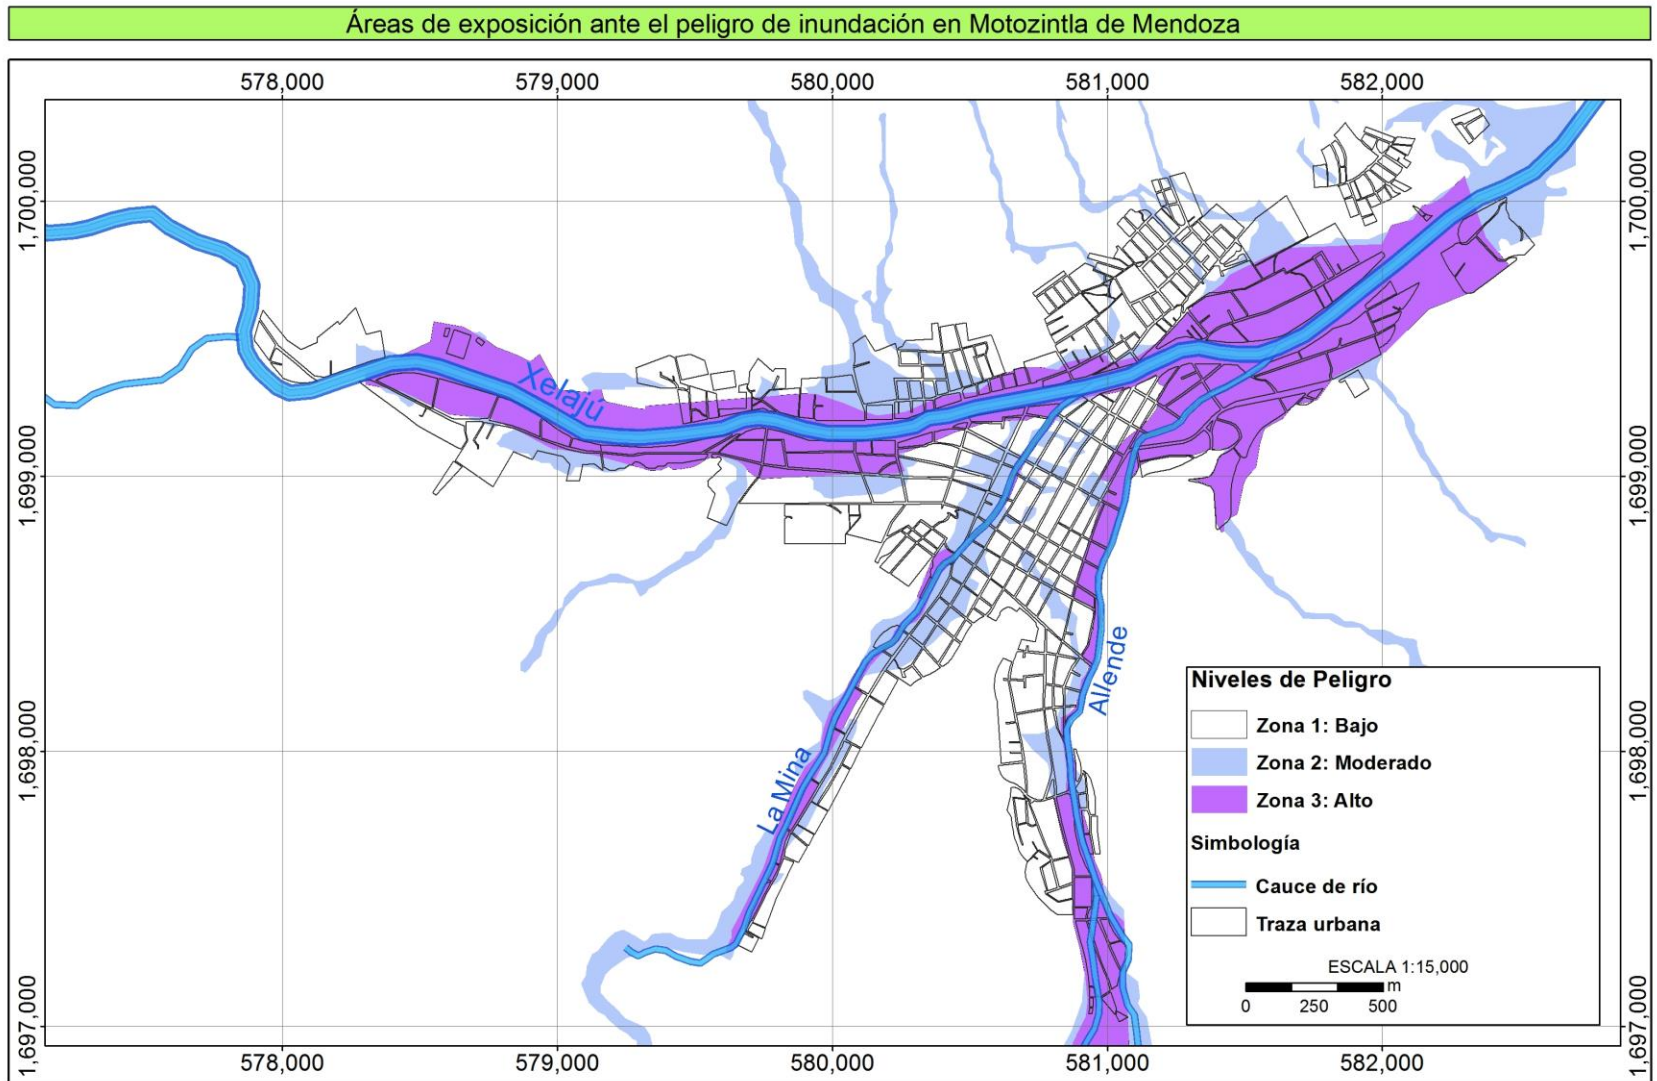 Áreas de exposición ante el peligro de inundación en Motozintla de Mendoza
578,000 579,000 580,000 581,000 582,000
1,700,000 1,700,000
Xelajú
1,699,000 1,699,000
Allende
Niveles de Peligro
Zona 1: Bajo
1,698,000 1,698,000
Zona 2: Moderado
La Mina
Zona 3: Alto
Simbología
Cauce de río
Traza urbana
ESCALA 1:15,000
m
0 250 500
1,697,000 1,697,000
578,000 579,000 580,000 581,000 582,000